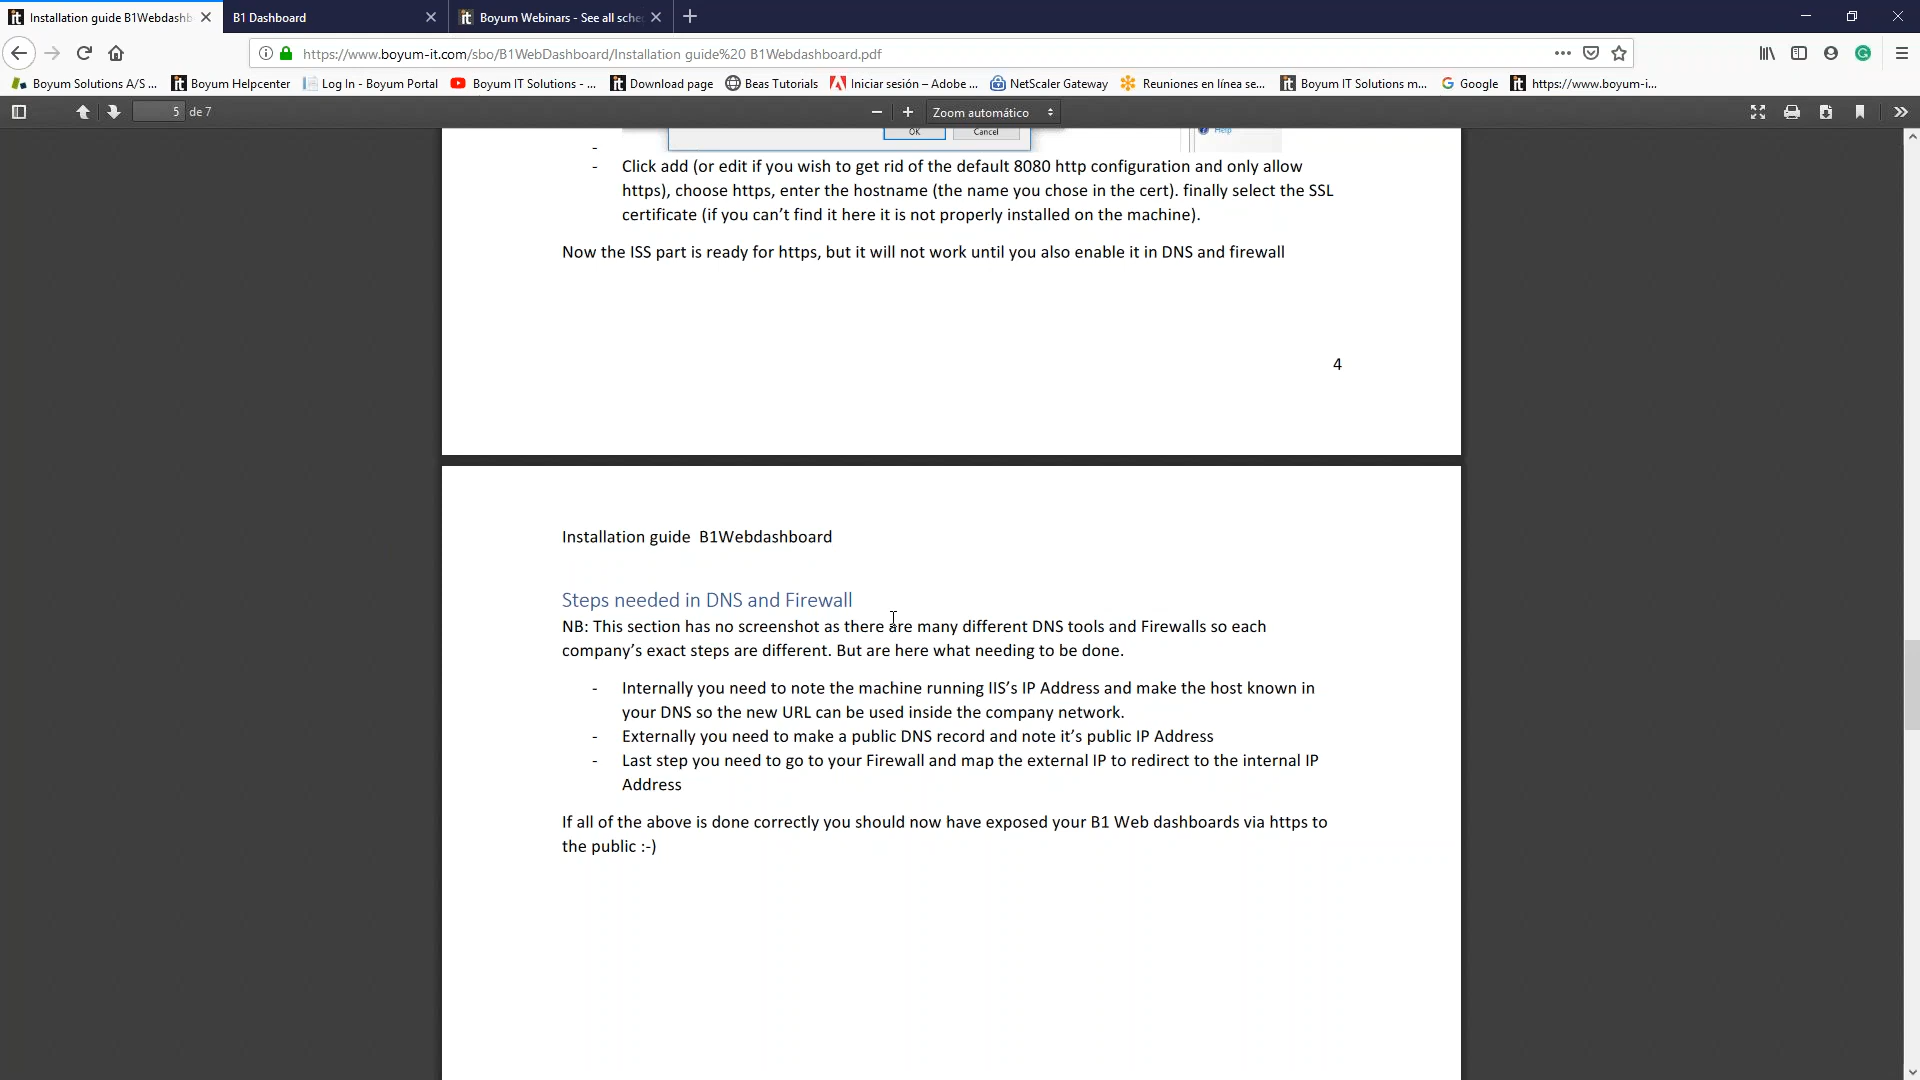 Installation guide B1Webdashb
B1 Dashboard
Boyum Webinars - See all sche
https://www.boyum-it.com/sbo/B1WebDashboard/Installation guide%20 B1Webdashboard.pdf
Boyum Solutions A/S ...
Boyum Helpcenter
Log In - Boyum Portal
Boyum IT Solutions - ...
Download page
Beas Tutorials
Iniciar sesión – Adobe ...
NetScaler Gateway
Reuniones en línea se...
Boyum IT Solutions m...
Google
https://www.boyum-i...
5 de 7
Zoom automático
OK
Cancel
Help
-
- Click add (or edit if you wish to get rid of the default 8080 http configuration and only allow
https), choose https, enter the hostname (the name you chose in the cert). finally select the SSL
certificate (if you can't find it here it is not properly installed on the machine).
Now the ISS part is ready for https, but it will not work until you also enable it in DNS and firewall
4
Installation guide B1Webdashboard
Steps needed in DNS and Firewall
NB: This section has no screenshot as there are many different DNS tools and Firewalls so each
company's exact steps are different. But are here what needing to be done.
- Internally you need to note the machine running IIS's IP Address and make the host known in
your DNS so the new URL can be used inside the company network.
- Externally you need to make a public DNS record and note it's public IP Address
- Last step you need to go to your Firewall and map the external IP to redirect to the internal IP
Address
If all of the above is done correctly you should now have exposed your B1 Web dashboards via https to
the public :-)